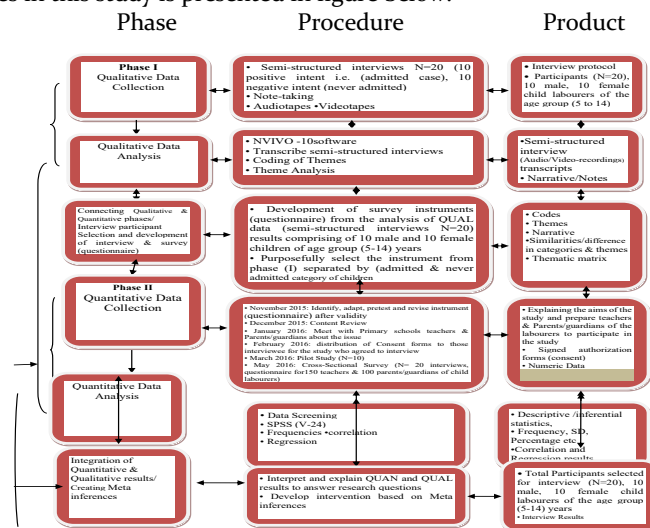 es in this study is presented in figure below.
Phase
Procedure
Product
Phase I
Qualitative Data
Collection
• Semi-structured interviews N=20 (10
positive intent i.e. (admitted case), 10
negative intent (never admitted)
• Note-taking
• Audiotapes •Videotapes
• Interview protocol
• Participants (N=20),
10 male, 10 female
child labourers of the
age group (5 to 14)
Qualitative Data
Analysis
• NVIVO -10software
• Transcribe semi-structured interviews
• Coding of Themes
• Theme Analysis
•Semi-structured
interview
(Audio/Video-recordings)
transcripts
• Narrative/Notes
Connecting Qualitative &
Quantitative phases/
Interview participant
Selection and development
of interview & survey
(questionnaire)
• Development of survey instruments
(questionnaire) from the analysis of QUAL
data (semi-structured interviews N=20)
results comprising of 10 male and 10 female
children of age group (5-14) years
• Purposefully select the instrument from
phase (I) separated by (admitted & never
admitted category of children
• Codes
• Themes
• Narrative
•Similarities/difference
in categories & themes
• Thematic matrix
Phase II
Quantitative Data
Collection
• November 2015: Identify, adapt, pretest and revise instrument
(questionnaire) after validity
• December 2015: Content Review
• January 2016: Meet with Primary schools teachers &
Parents/guardians about the issue
• February 2016: distribution of Consent forms to those
interviewed for the study who agreed to interview
• March 2016: Pilot Study (N=10)
• May 2016: Cross-Sectional Survey (N= 20 interviews,
questionnaire for150 teachers & 100 parents/guardians of child
labourers)
• Explaining the aims of the
study and prepare teachers
& Parents/guardians of the
labourers to participate in
the study
• Signed authorization
forms (consent)
• Numeric Data
Quantitative Data
Analysis
• Data Screening
• SPSS (V-24)
• Frequencies •correlation
• Regression
• Descriptive /inferential
statistics,
• Frequency, SD,
Percentage etc
•Correlation and
Regression results
Integration of
Quantitative &
Qualitative results/
Creating Meta
inferences
• Interpret and explain QUAN and QUAL
results to answer research questions
• Develop intervention based on Meta
inferences
• Total Participants selected
for interview (N=20), 10
male, 10 female child
labourers of the age group
(5-14) years
• Interview Results